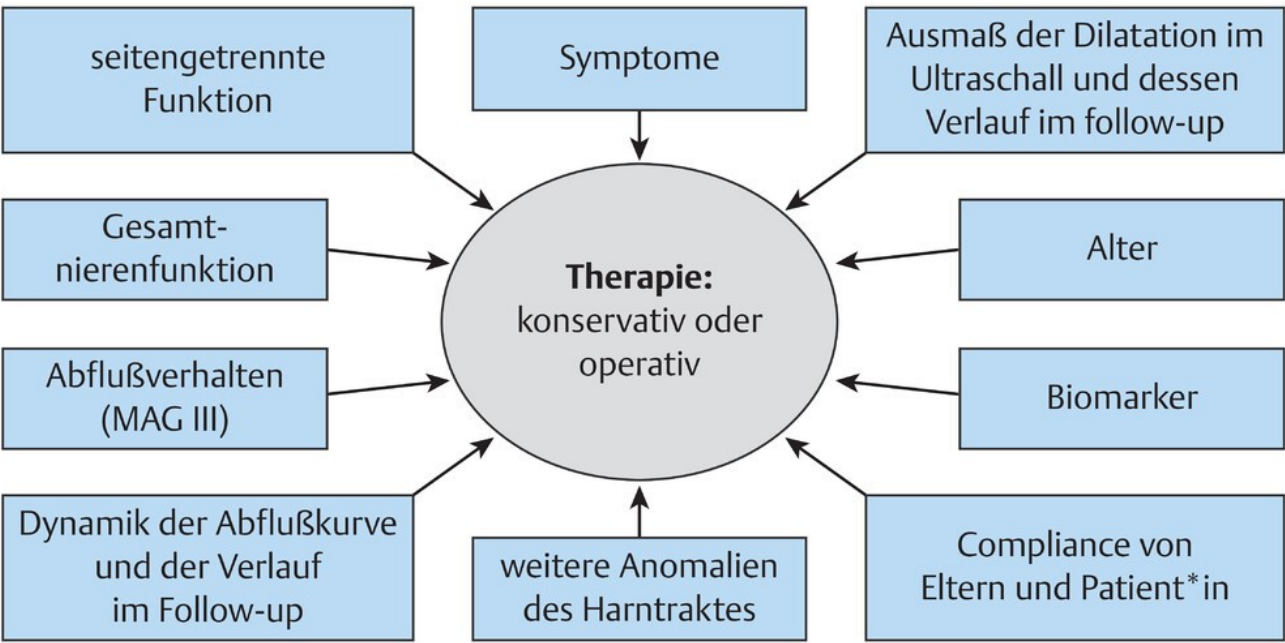 seitengetrennte
Funktion
Symptome
Ausmaß der Dilatation im
Ultraschall und dessen
Verlauf im follow-up
Gesamt-
nierenfunktion
Therapie:
konservativ oder
operativ
Alter
Abflußverhalten
(MAG III)
Biomarker
Dynamik der Abflußkurve
und der Verlauf
im Follow-up
weitere Anomalien
des Harntraktes
Compliance von
Eltern und Patient*in